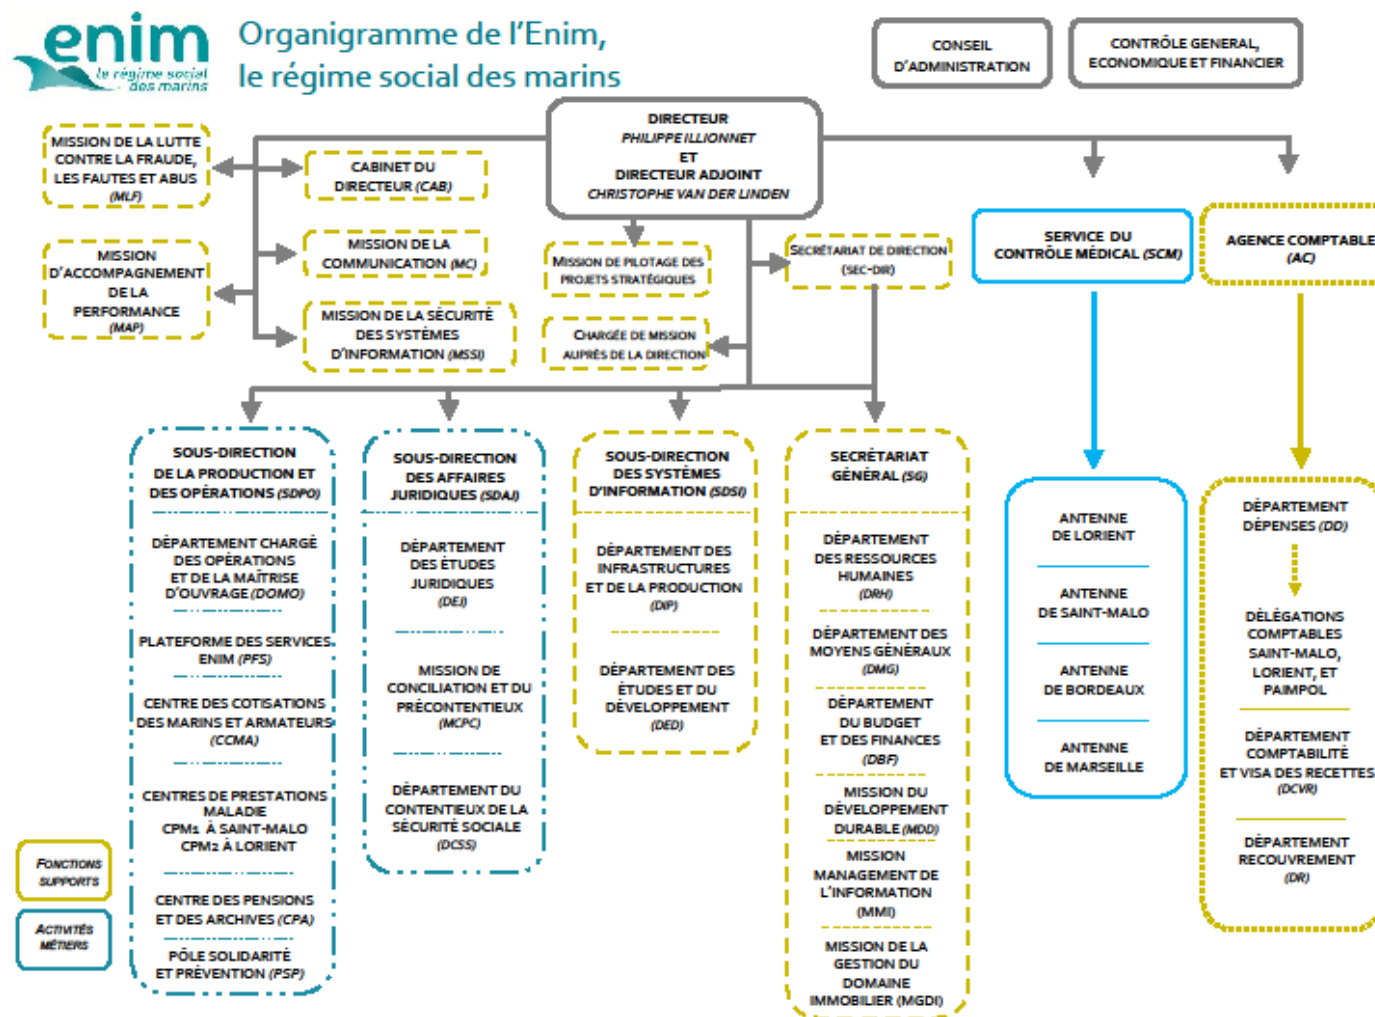 enim
le régime social
des marins
Organigramme de l'Enim,
le régime social des marins
CONSEIL
D'ADMINISTRATION
CONTRÔLE GENERAL,
ECONOMIQUE ET FINANCIER
DIRECTEUR
PHILIPPE ILLIONNET
ET
DIRECTEUR ADJOINT
CHRISTOPHE VAN DER LINDEN
MISSION DE LA LUTTE
CONTRE LA FRAUDE,
LES FAUTES ET ABUS
(MLF)
CABINET DU
DIRECTEUR (CAB)
MISSION
D'ACCOMPAGNEMENT
DE LA
PERFORMANCE
(MAP)
MISSION DE LA
COMMUNICATION (MC)
MISSION DE LA SÉCURITÉ
DES SYSTÈMES
D'INFORMATION (MSSI)
MISSION DE PILOTAGE DES
PROJETS STRATÉGIQUES
CHARGÉE DE MISSION
AUPRÈS DE LA DIRECTION
SECRÉTARIAT DE DIRECTION
(SEC-DIR)
SERVICE DU
CONTRÔLE MÉDICAL (SCM)
AGENCE COMPTABLE
(AC)
SOUS-DIRECTION
DE LA PRODUCTION ET
DES OPÉRATIONS (SDPO)
DÉPARTEMENT CHARGÉ
DES OPÉRATIONS
ET DE LA MAÎTRISE
D'OUVRAGE (DOMO)
PLATEFORME DES SERVICES
ENIM (PFS)
CENTRE DES COTISATIONS
DES MARINS ET ARMATEURS
(CCMA)
CENTRES DE PRESTATIONS
MALADIE
CPM1 À SAINT-MALO
CPM2 À LORIENT
CENTRE DES PENSIONS
ET DES ARCHIVES (CPA)
PÔLE SOLIDARITÉ
ET PRÉVENTION (PSP)
SOUS-DIRECTION
DES AFFAIRES
JURIDIQUES (SDAJ)
DÉPARTEMENT
DES ÉTUDES
JURIDIQUES
(DEJ)
MISSION DE
CONCILIATION ET DU
PRÉCONTENTIEUX
(MCPC)
DÉPARTEMENT DU
CONTENTIEUX DE LA
SÉCURITÉ SOCIALE
(DCSS)
SOUS-DIRECTION
DES SYSTÈMES
D'INFORMATION (SDSI)
DÉPARTEMENT DES
INFRASTRUCTURES
ET DE LA PRODUCTION
(DIP)
DÉPARTEMENT DES
ÉTUDES ET DU
DÉVELOPPEMENT
(DED)
SECRÉTARIAT
GÉNÉRAL (SG)
DÉPARTEMENT
DES RESSOURCES
HUMAINES
(DRH)
DÉPARTEMENT DES
MOYENS GÉNÉRAUX
(DMG)
DÉPARTEMENT
DU BUDGET
ET DES FINANCES
(DBF)
MISSION DU
DÉVELOPPEMENT
DURABLE (MDD)
MISSION
MANAGEMENT DE
L'INFORMATION
(MMI)
MISSION DE LA
GESTION DU
DOMAINE
IMMOBILIER (MGDI)
ANTENNE
DE LORIENT
ANTENNE
DE SAINT-MALO
ANTENNE
DE BORDEAUX
ANTENNE
DE MARSEILLE
DÉPARTEMENT
DÉPENSES (DD)
DÉLÉGATIONS
COMPTABLES
SAINT-MALO,
LORIENT, ET
PAIMPOL
DÉPARTEMENT
COMPTABILITÉ
ET VISA DES RECETTES
(DCVR)
DÉPARTEMENT
RECOUVREMENT
(DR)
FONCTIONS
SUPPORTS
ACTIVITÉS
MÉTIERS